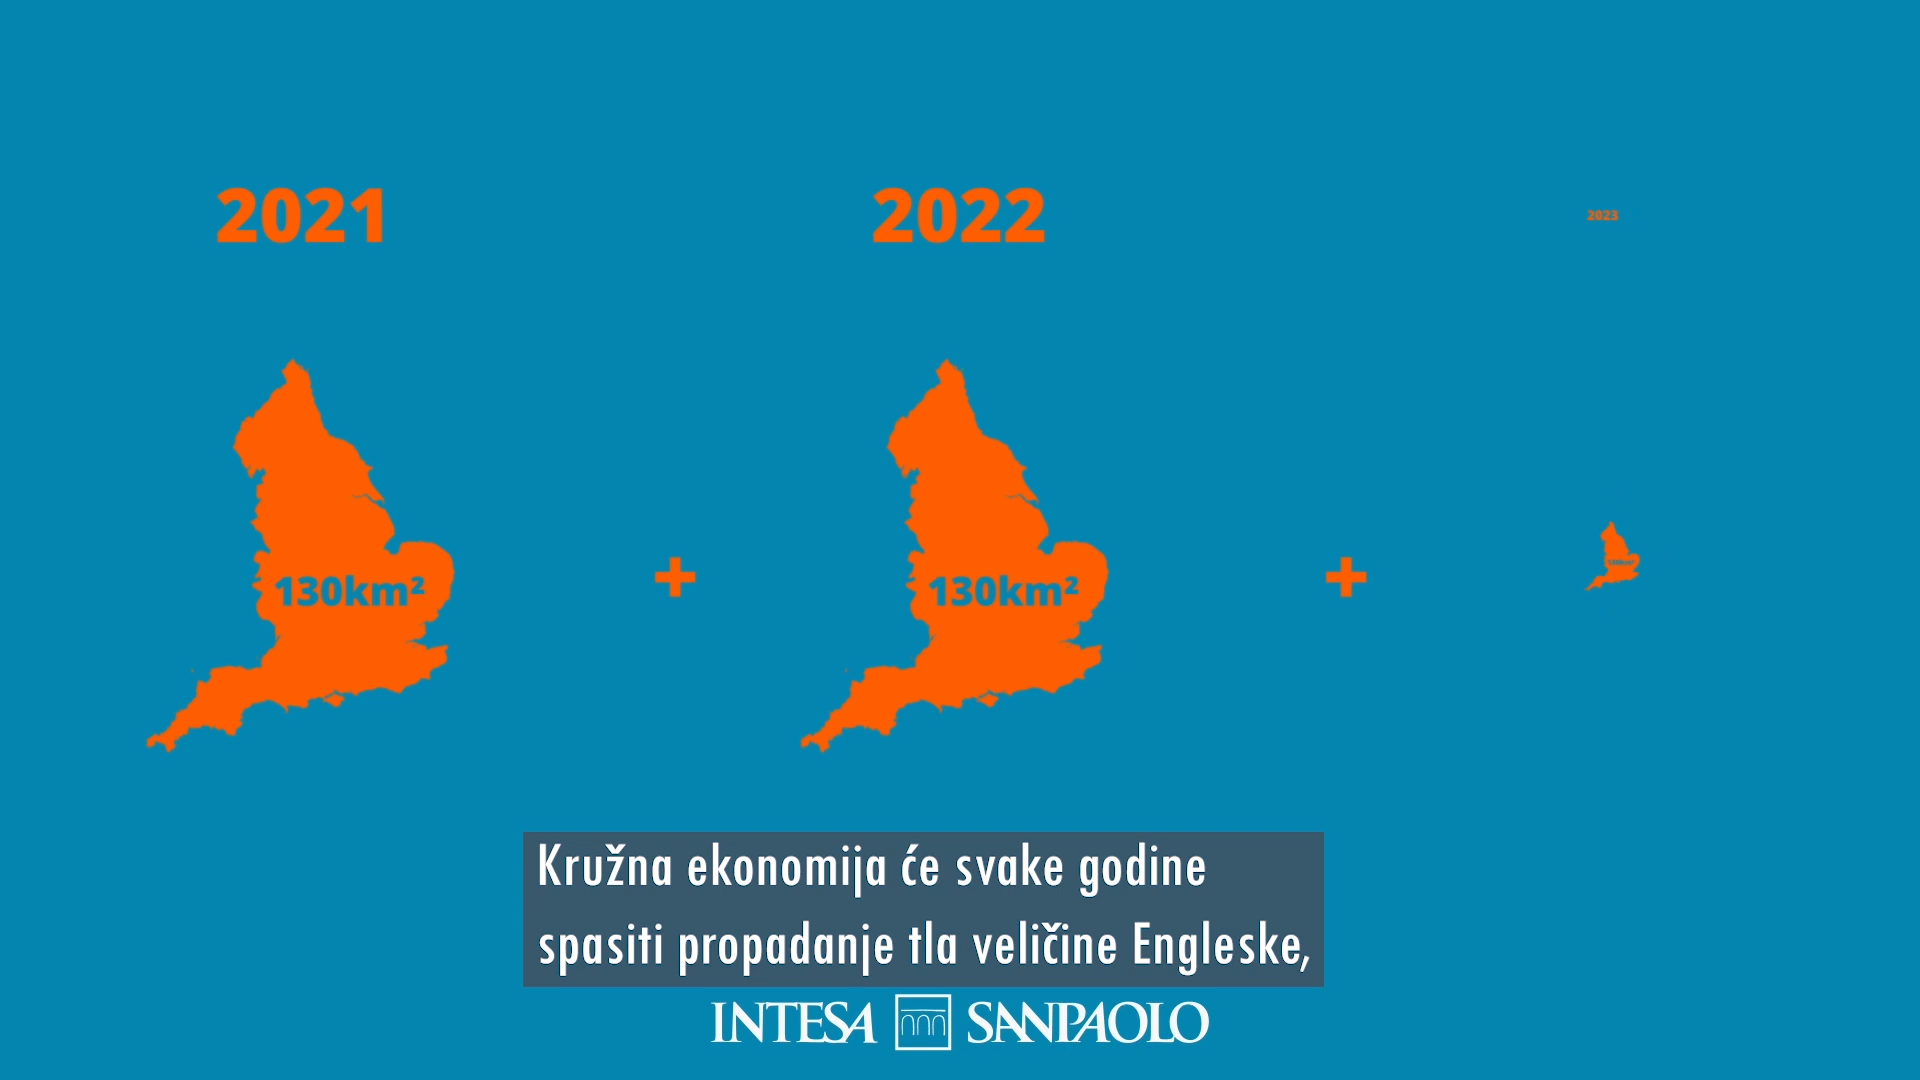 2021
2022
2023
130km²
+
130km²
+
Kružna ekonomija će svake godine
spasiti propadanje tla veličine Engleske,
INTESA SANPAOLO